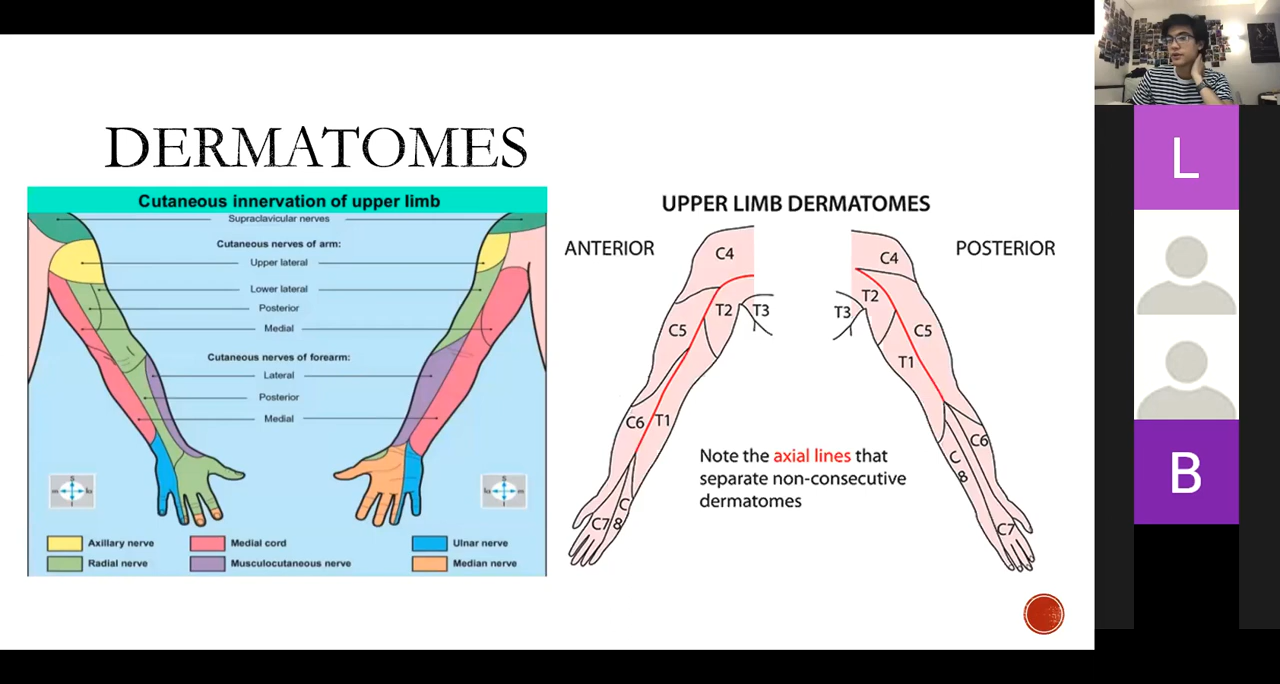 DERMATOMES
Cutaneous innervation of upper limb
Supraclavicular nerves
Cutaneous nerves of arm:
Upper lateral
Lower lateral
Posterior
Medial
Cutaneous nerves of forearm:
Lateral
Posterior
Medial
Axillary nerve
Medial cord
Ulnar nerve
Radial nerve
Musculocutaneous nerve
Median nerve
UPPER LIMB DERMATOMES
ANTERIOR
POSTERIOR
C4
C4
T2
T3
T2
T3
C5
C5
T1
C6
T1
C6
C
8
C
C7
8
C7
Note the axial lines that
separate non-consecutive
dermatomes
L
B